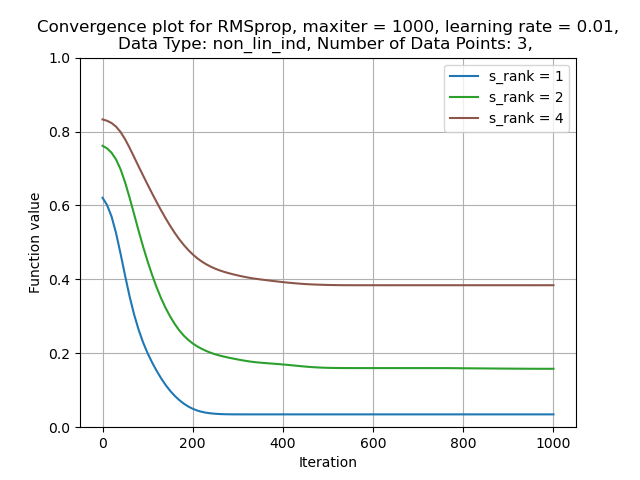 Convergence plot for RMSprop, maxiter = 1000, learning rate = 0.01,
Data Type: non_lin_ind, Number of Data Points: 3,
1.0
0.8
0.6
0.4
0.2
0.0
Function value
s_rank = 1
s_rank = 2
s_rank = 4
0 200 400 600 800 1000
Iteration